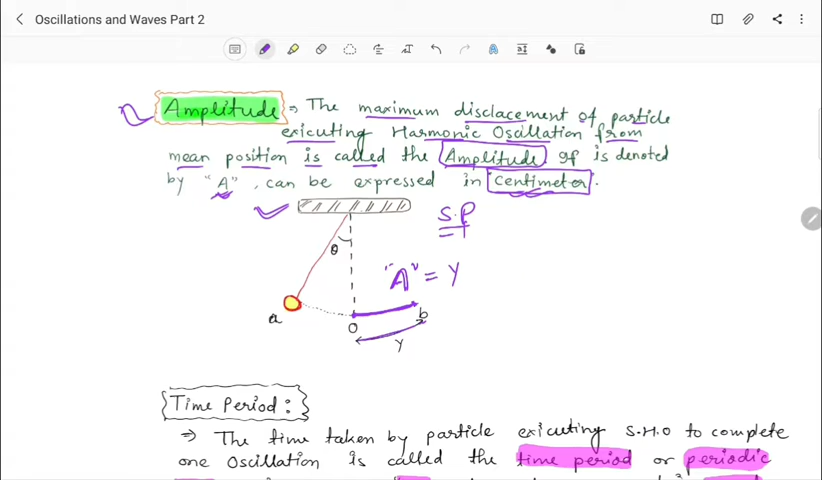 Oscillations and Waves Part 2
Amplitude ⇒ The maximum disclacement of particle
exicuting Harmonic Oscillation from
mean position is called the Amplitude gf is denoted
by "A", can be expressed in Centimeter.
S.P
θ
"A" = Y
a
O
b
Y
Time Period:
⇒ The time taken by particle exicuting S.H.O to complete
one Oscillation is called the time period or periodic